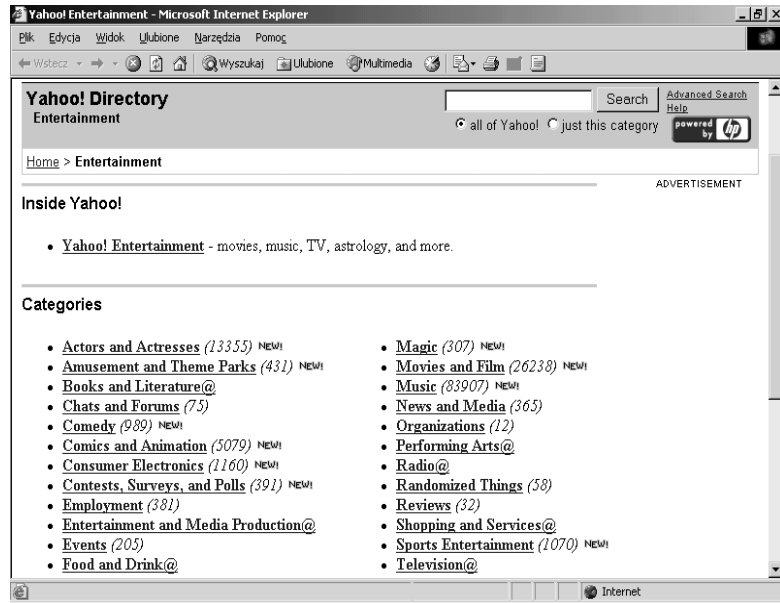 Yahoo! Entertainment - Microsoft Internet Explorer
Plik Edycja Widok Ulubione Narzędzia Pomoc
Wstecz Wyszukaj Ulubione Multimedia
Yahoo! Directory
Entertainment
Search
Advanced Search
Help
all of Yahoo! just this category
powered by hp
Home > Entertainment
ADVERTISEMENT
Inside Yahoo!
• Yahoo! Entertainment - movies, music, TV, astrology, and more.
Categories
• Actors and Actresses (13355) NEW!
• Amusement and Theme Parks (431) NEW!
• Books and Literature@
• Chats and Forums (75)
• Comedy (989) NEW!
• Comics and Animation (5079) NEW!
• Consumer Electronics (1160) NEW!
• Contests, Surveys, and Polls (391) NEW!
• Employment (381)
• Entertainment and Media Production@
• Events (205)
• Food and Drink@
• Magic (307) NEW!
• Movies and Film (26238) NEW!
• Music (83907) NEW!
• News and Media (365)
• Organizations (12)
• Performing Arts@
• Radio@
• Randomized Things (58)
• Reviews (32)
• Shopping and Services@
• Sports Entertainment (1070) NEW!
• Television@
Internet